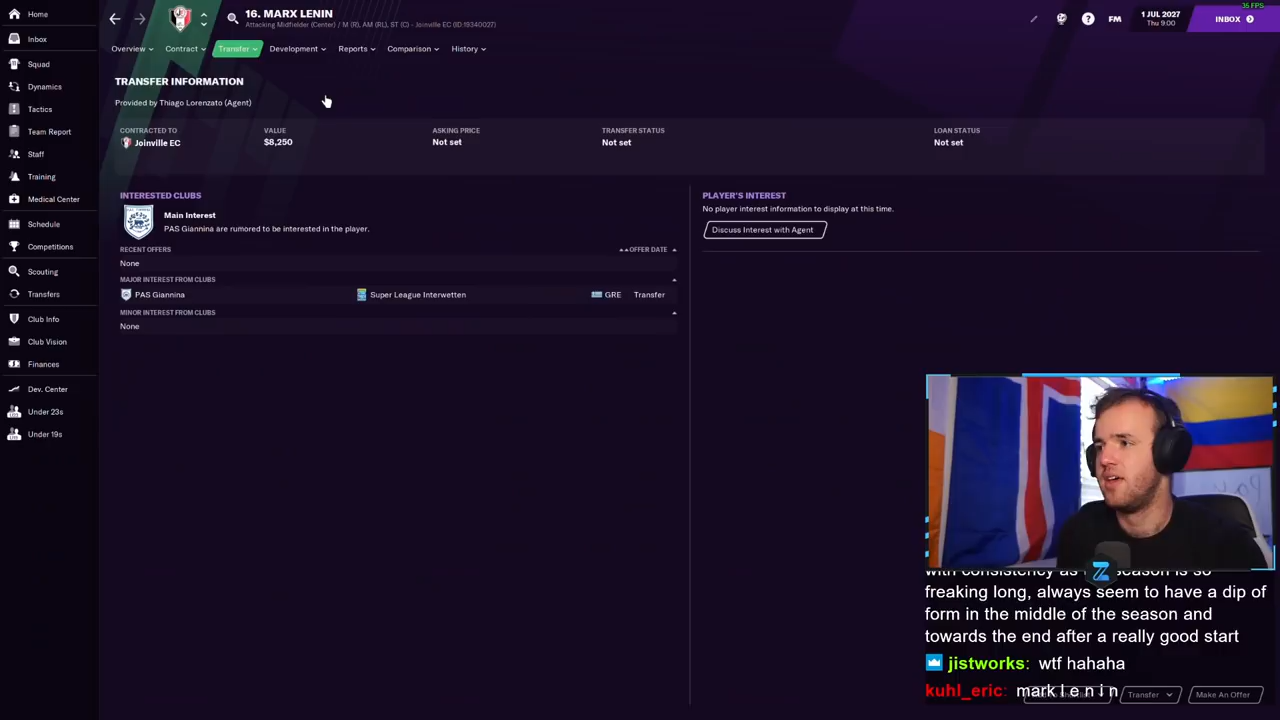 35 FPS
Home
16. MARX LENIN
Attacking Midfielder (Center) / M (R), AM (RL), ST (C) - Joinville EC (ID:19340027)
FM
1 JUL 2027
Thu 9:00
INBOX
Inbox
Squad
Dynamics
Tactics
Team Report
Staff
Training
Medical Center
Schedule
Competitions
Scouting
Transfers
Club Info
Club Vision
Finances
Dev. Center
Under 23s
Under 19s
Overview
Contract
Transfer
Development
Reports
Comparison
History
TRANSFER INFORMATION
Provided by Thiago Lorenzato (Agent)
CONTRACTED TO
VALUE
ASKING PRICE
TRANSFER STATUS
LOAN STATUS
Joinville EC
$8,250
Not set
Not set
Not set
INTERESTED CLUBS
Main Interest
PAS Giannina are rumored to be interested in the player.
RECENT OFFERS
OFFER DATE
None
MAJOR INTEREST FROM CLUBS
PAS Giannina
Super League Interwetten
GRE
Transfer
MINOR INTEREST FROM CLUBS
None
PLAYER'S INTEREST
No player interest information to display at this time.
Discuss Interest with Agent
freaking long, always seem to have a dip of
form in the middle of the season and
towards the end after a really good start
jistworks: wtf hahaha
kuhl_eric: mark l e n i n
Transfer
Make An Offer